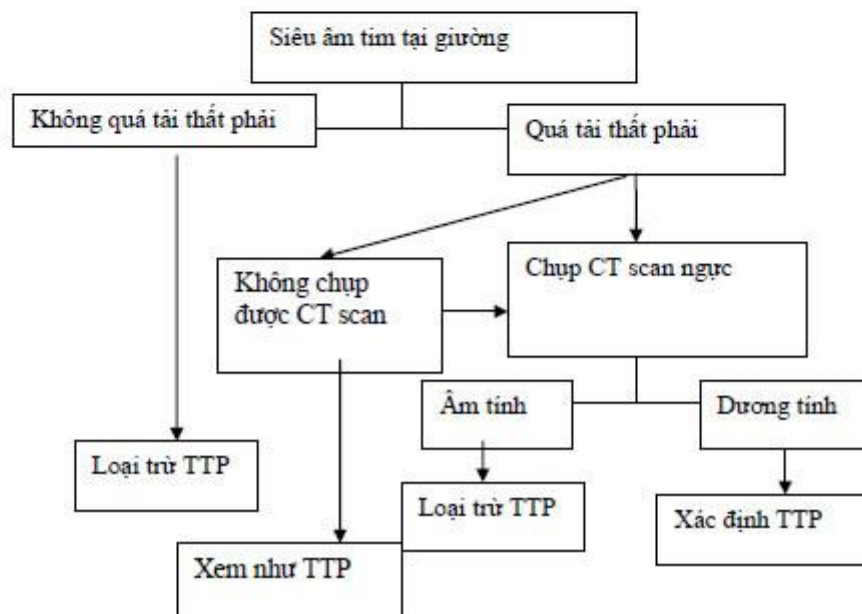 Siêu âm tim tại giường
Không quá tải thất phải
Quá tải thất phải
Không chụp
được CT scan
Chụp CT scan ngực
Âm tính
Dương tính
Loại trừ TTP
Loại trừ TTP
Xác định TTP
Xem như TTP